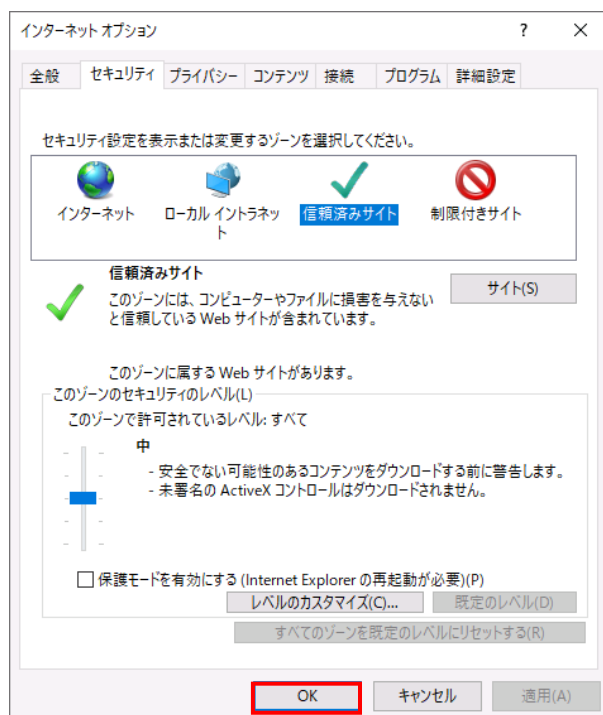 インターネット オプション ? ×
全般 セキュリティ プライバシー コンテンツ 接続 プログラム 詳細設定
セキュリティ設定を表示または変更するゾーンを選択してください。
インターネット
ローカル イントラネッ
ト
信頼済みサイト
制限付きサイト
信頼済みサイト
このゾーンには、コンピューターやファイルに損害を与えない
と信頼している Web サイトが含まれています。
サイト(S)
このゾーンに属する Web サイトがあります。
このゾーンのセキュリティのレベル(L)
このゾーンで許可されているレベル: すべて
中
- 安全でない可能性のあるコンテンツをダウンロードする前に警告します。
- 未署名の ActiveX コントロールはダウンロードされません。
保護モードを有効にする (Internet Explorer の再起動が必要)(P)
レベルのカスタマイズ(C)... 既定のレベル(D)
すべてのゾーンを既定のレベルにリセットする(R)
OK キャンセル 適用(A)